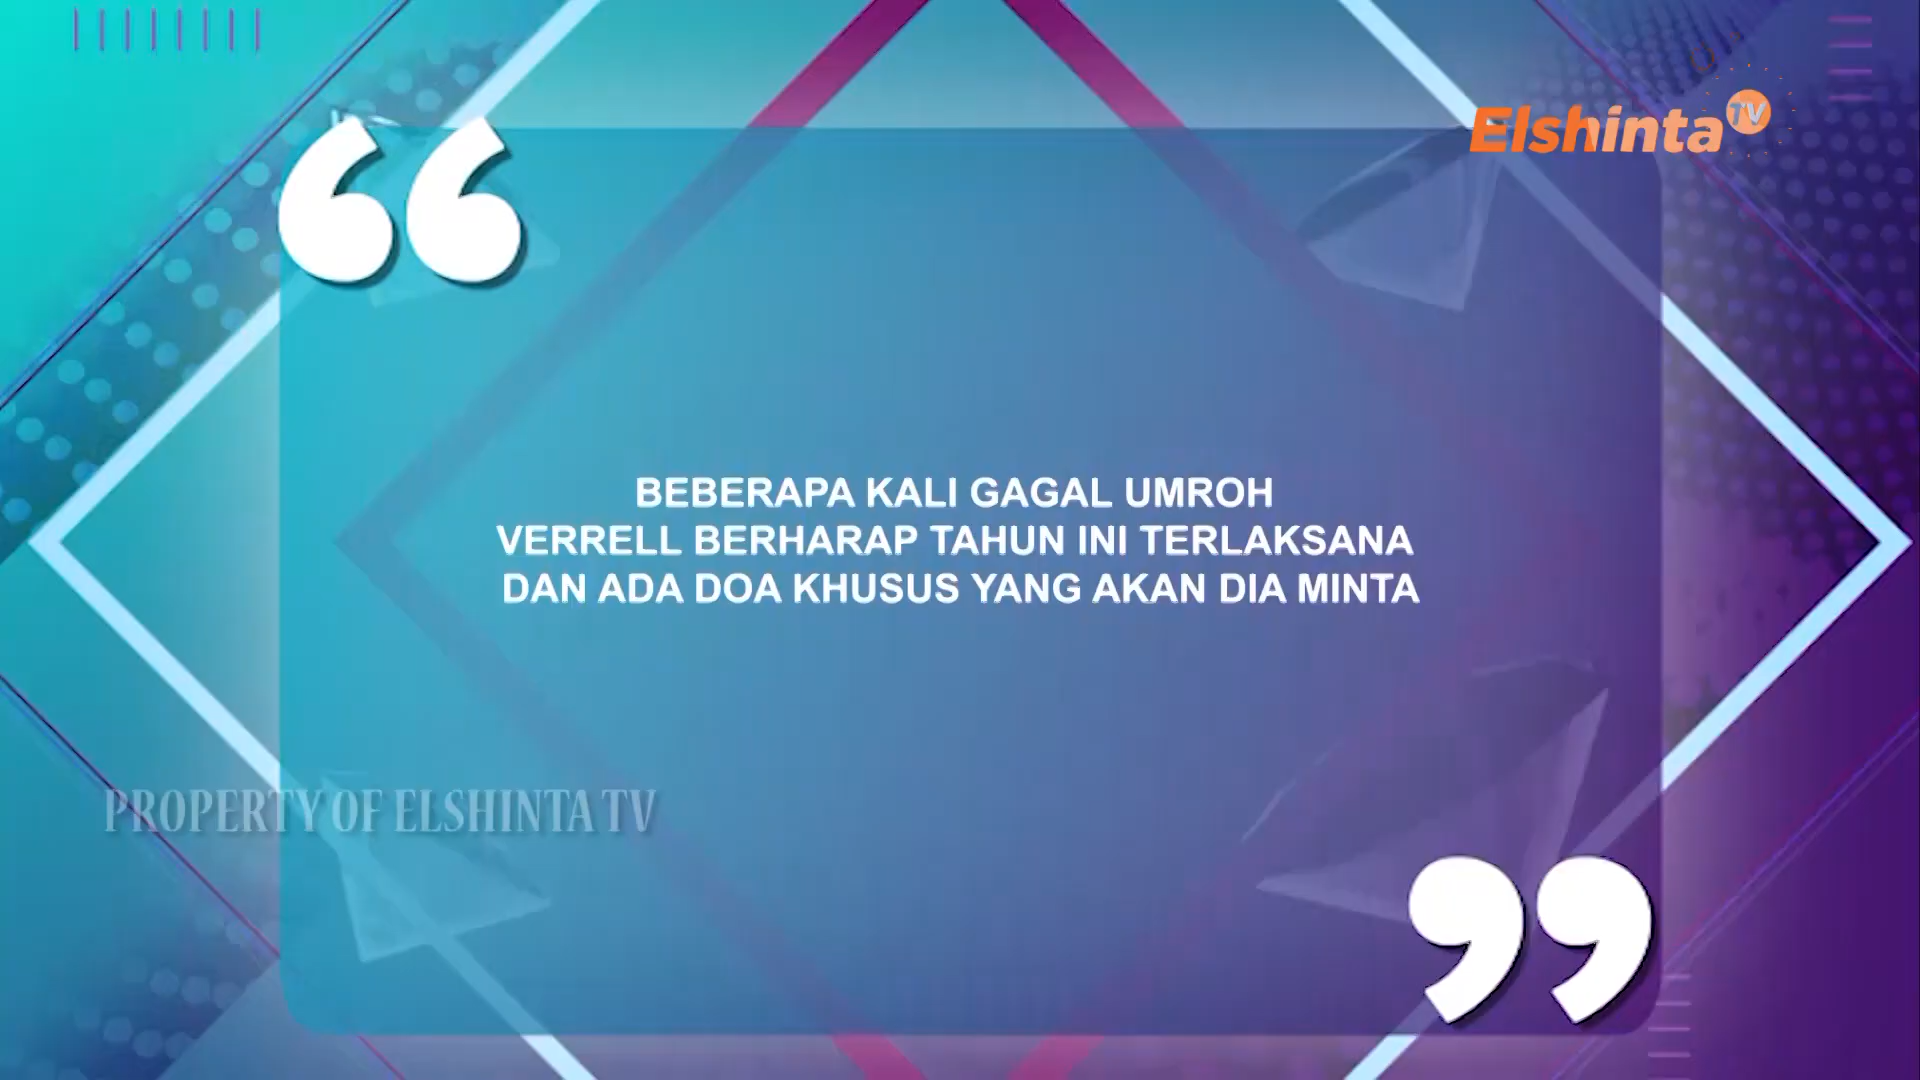 Elshinta TV
BEBERAPA KALI GAGAL UMROH
VERRELL BERHARAP TAHUN INI TERLAKSANA
DAN ADA DOA KHUSUS YANG AKAN DIA MINTA
PROPERTY OF ELSHINTA TV